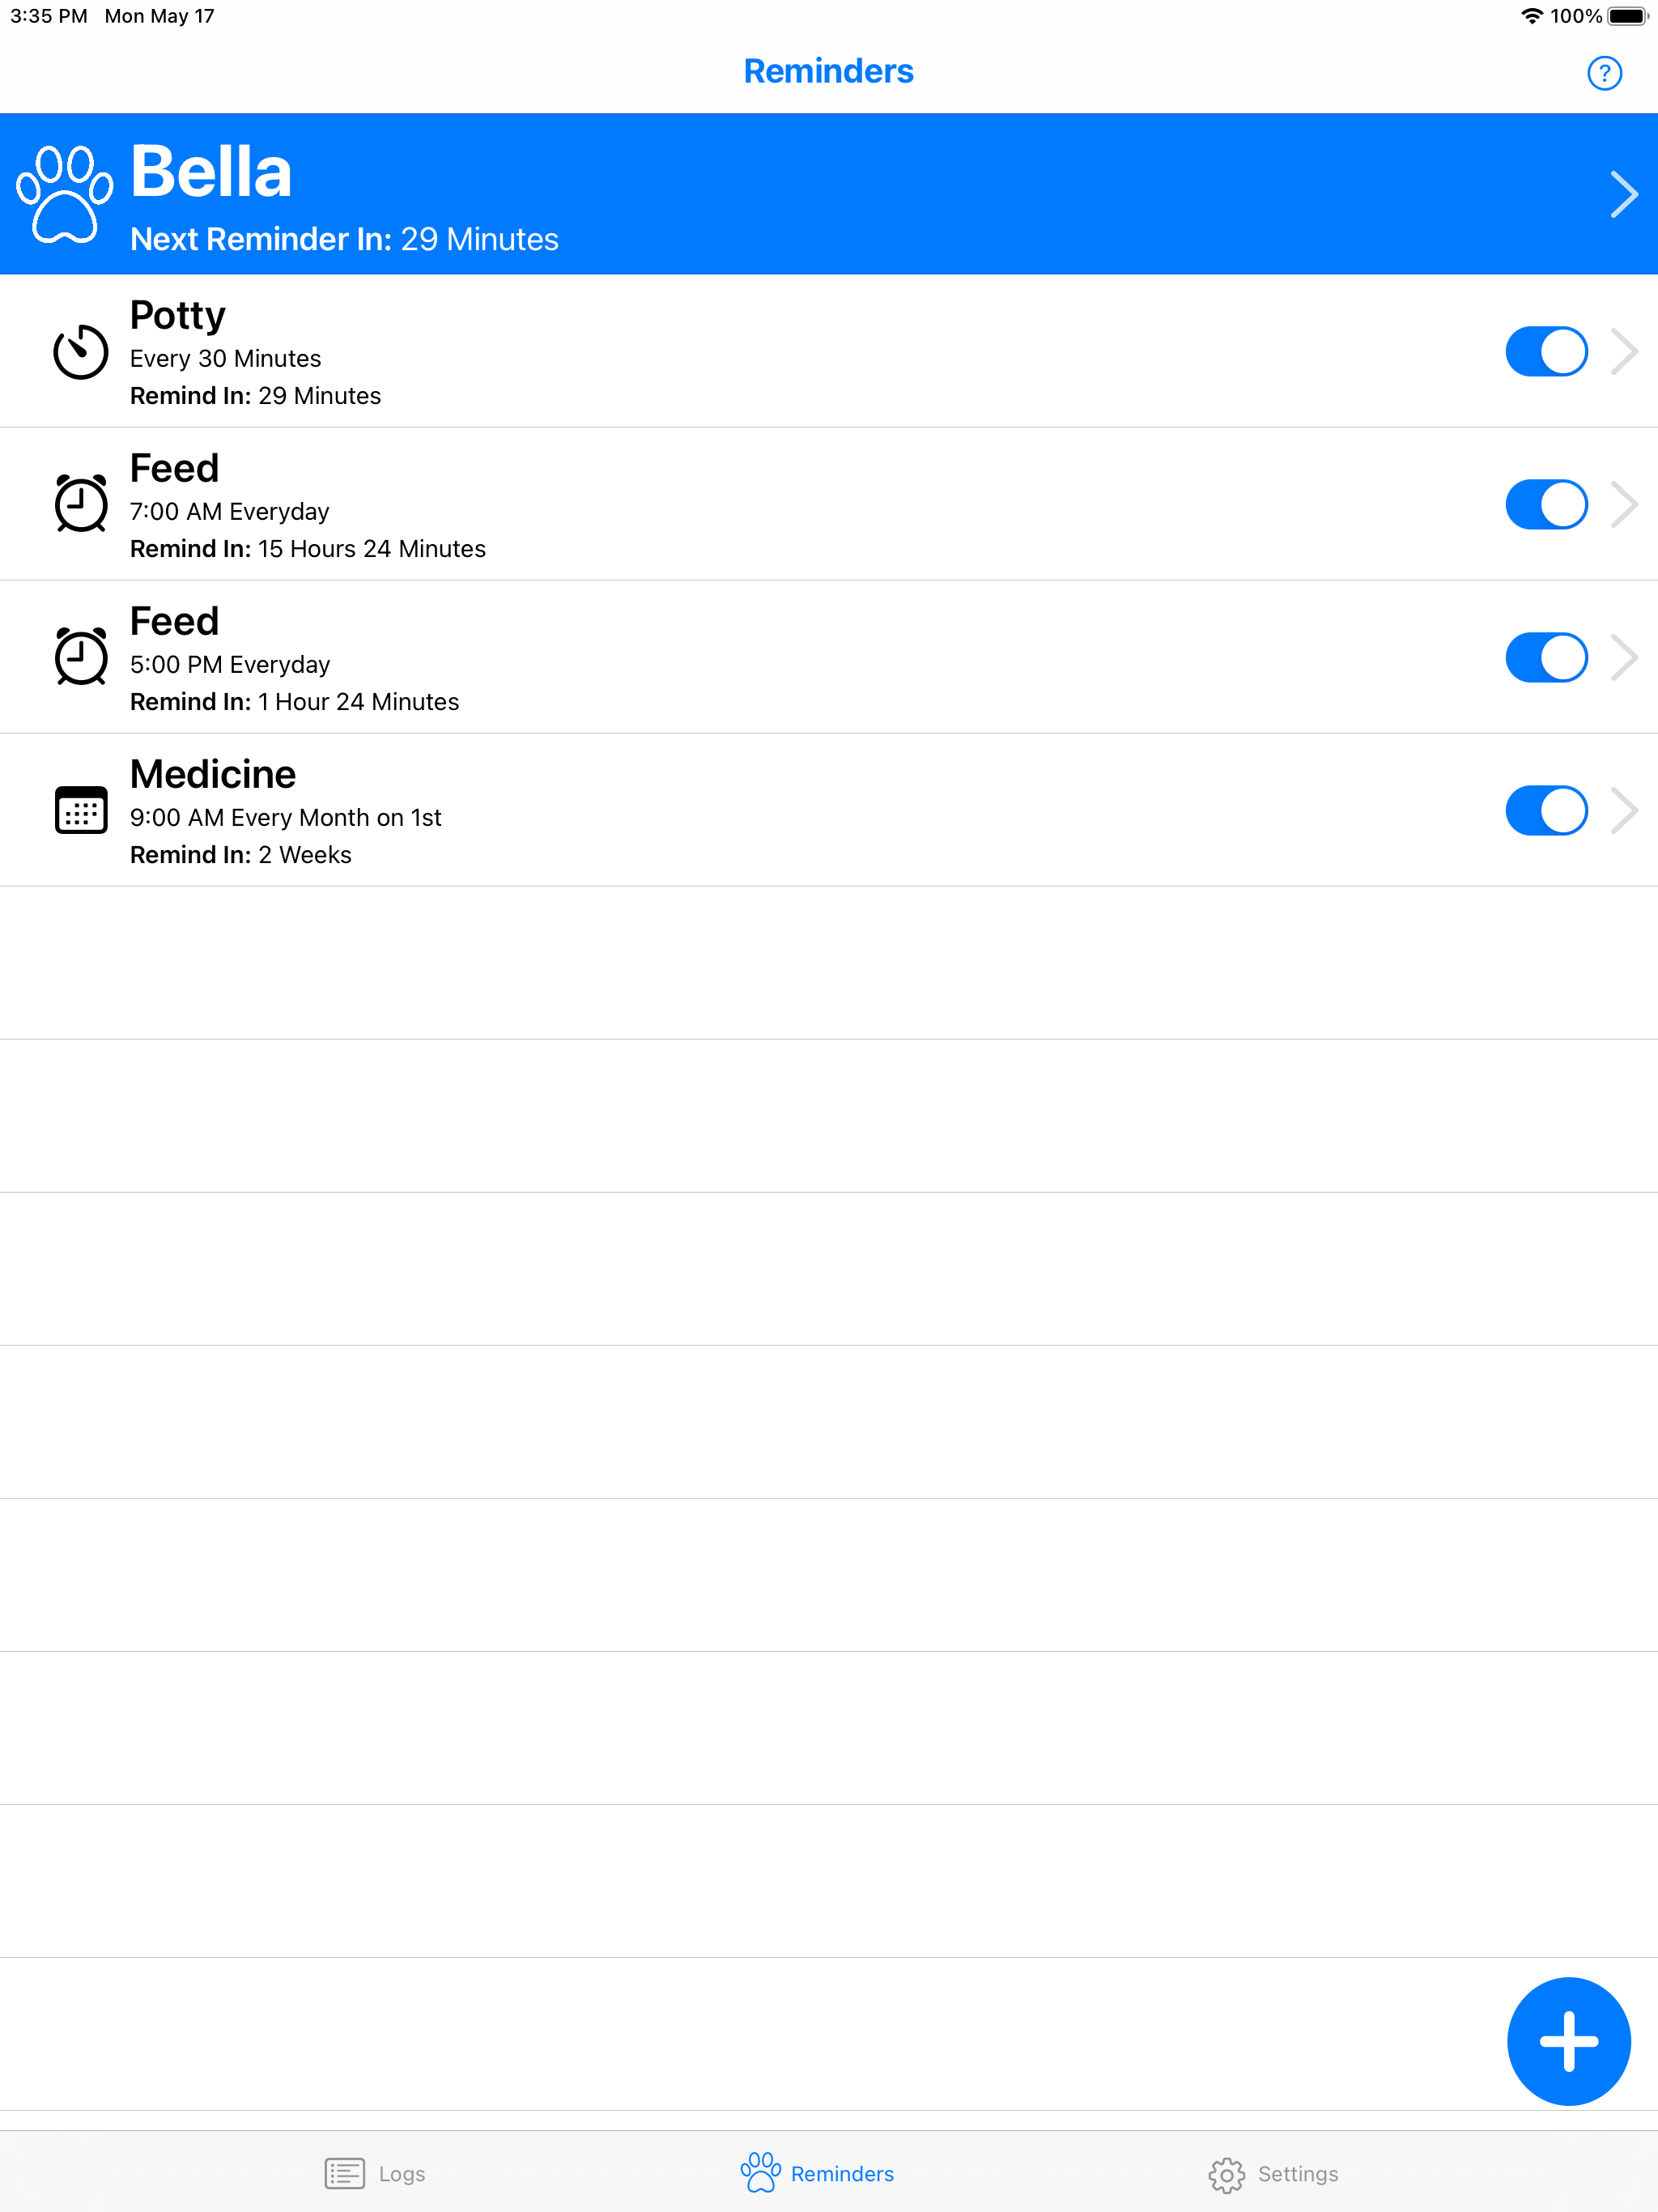 3:35 PM Mon May 17
100%
Reminders
?
Bella
Next Reminder In: 29 Minutes
Potty
Every 30 Minutes
Remind In: 29 Minutes
Feed
7:00 AM Everyday
Remind In: 15 Hours 24 Minutes
Feed
5:00 PM Everyday
Remind In: 1 Hour 24 Minutes
Medicine
9:00 AM Every Month on 1st
Remind In: 2 Weeks
Logs
Reminders
Settings